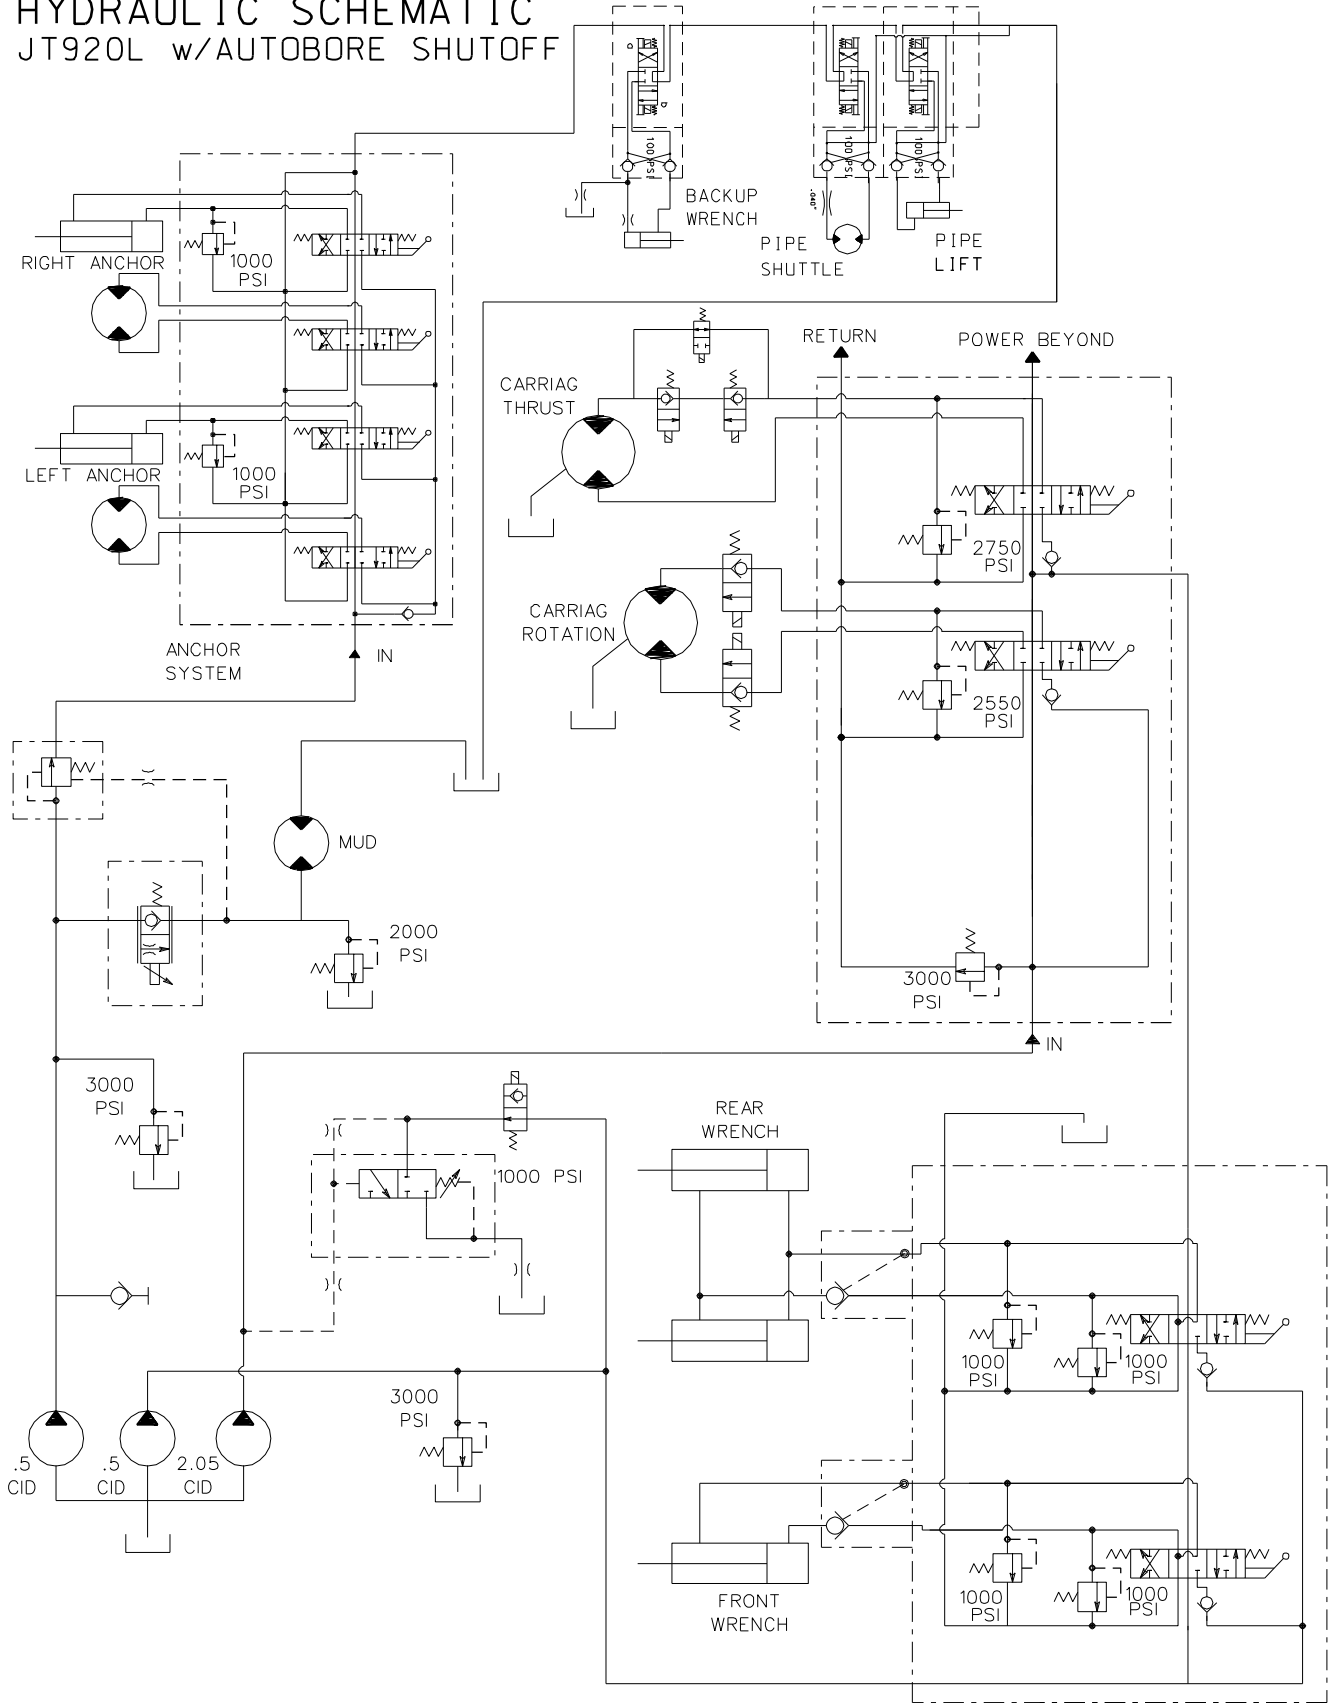 HYDRAULIC SCHEMATIC
JT920L w/AUTOBORE SHUTOFF
a
b
100 PSI
100 PSI
100 PSI
BACKUP
WRENCH
.040"
PIPE
SHUTTLE
PIPE
LIFT
RIGHT ANCHOR
1000
PSI
RETURN
POWER BEYOND
CARRIAG
THRUST
LEFT ANCHOR
1000
PSI
2750
PSI
CARRIAG
ROTATION
ANCHOR
SYSTEM
IN
2550
PSI
MUD
2000
PSI
3000
PSI
IN
3000
PSI
REAR
WRENCH
1000 PSI
1000
PSI
1000
PSI
3000
PSI
.5
CID
.5
CID
2.05
CID
1000
PSI
1000
PSI
FRONT
WRENCH